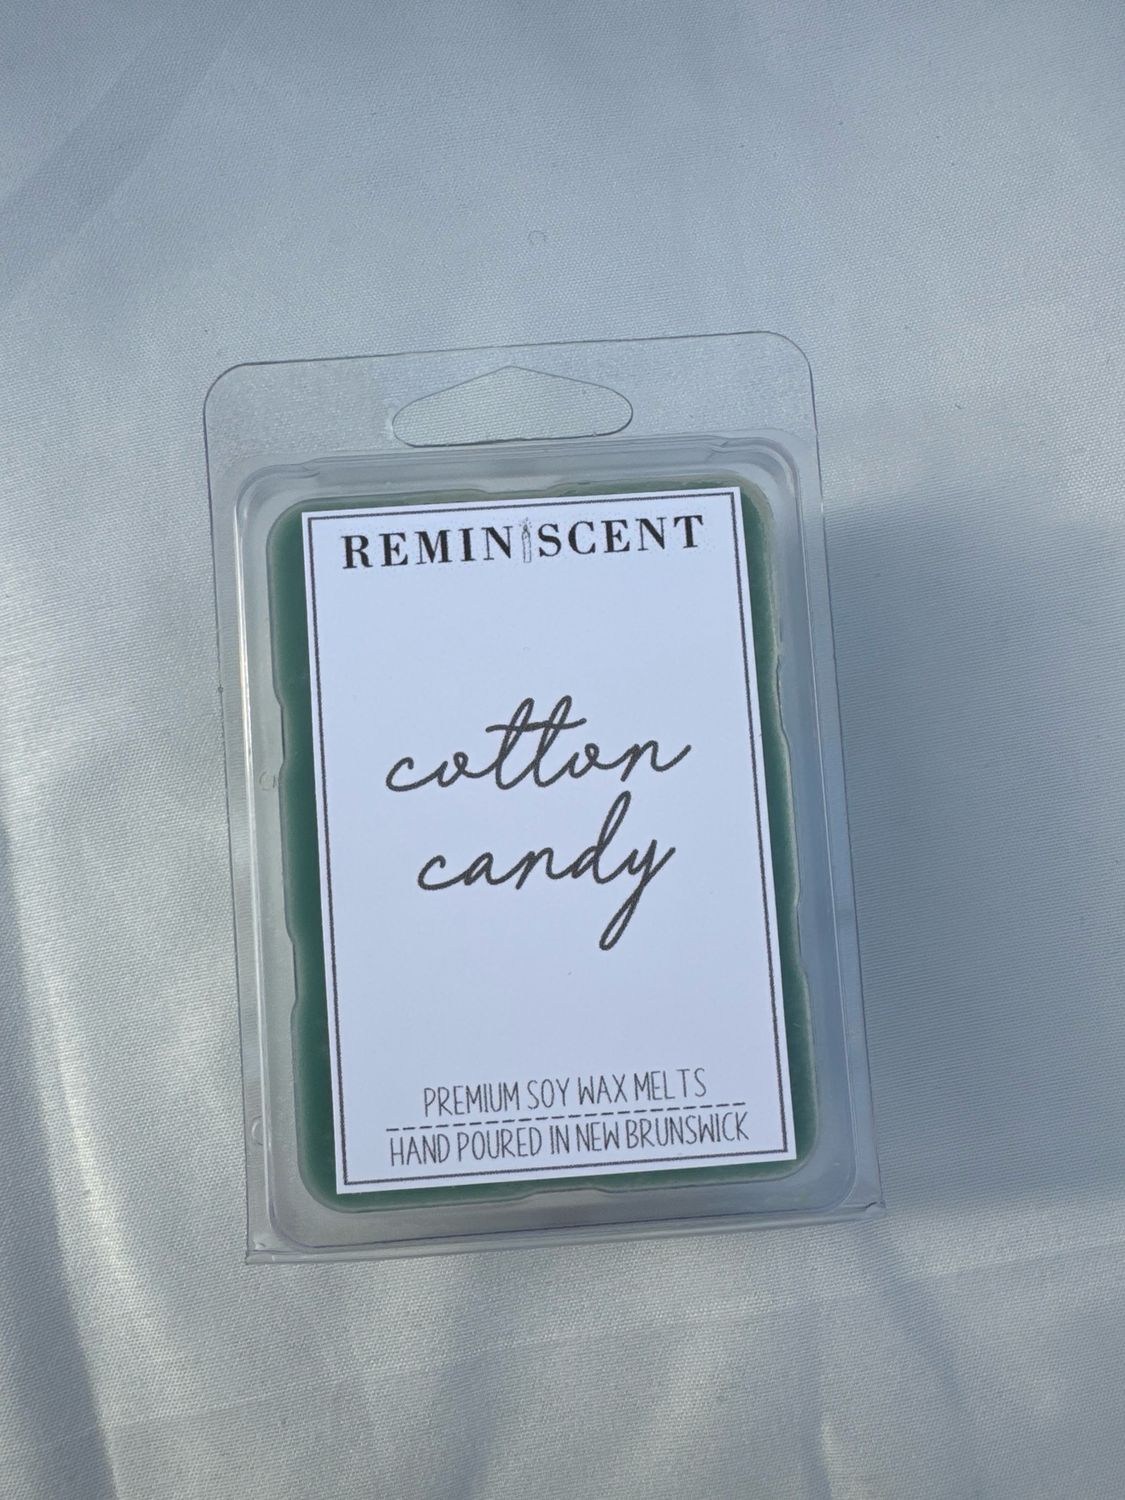 REMINISCENT
cotton
candy
PREMIUM SOY WAX MELTS
HAND POURED IN NEW BRUNSWICK